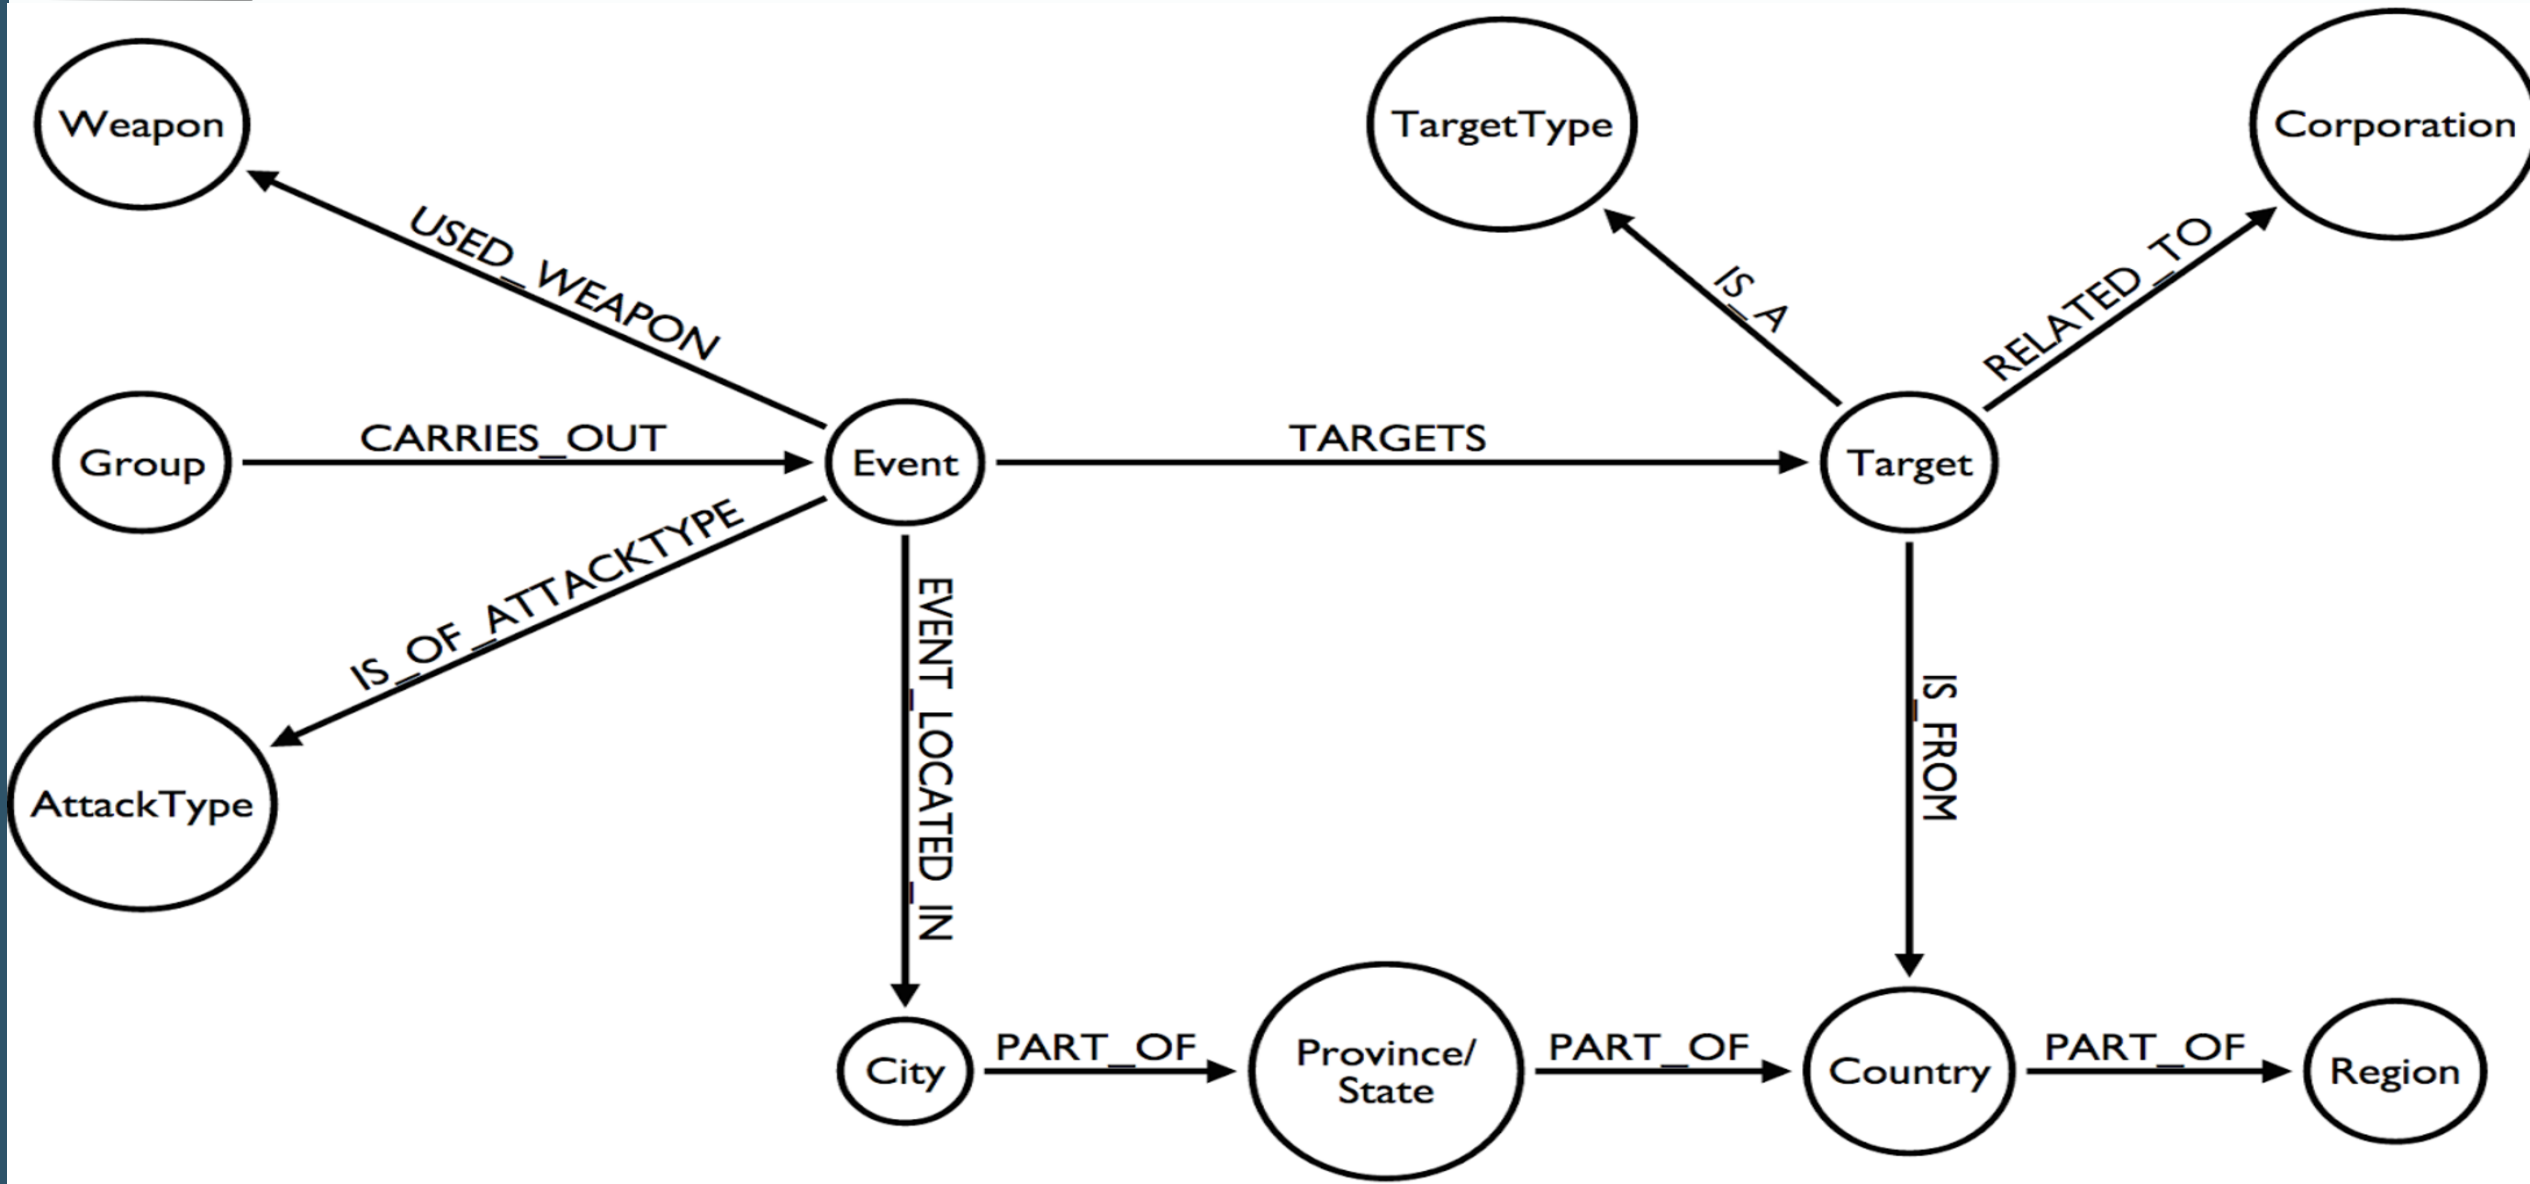 Weapon
TargetType
Corporation
USED_WEAPON
IS_A
RELATED_TO
Group
CARRIES_OUT
Event
TARGETS
Target
IS_OF_ATTACKTYPE
EVENT_LOCATED_IN
IS_FROM
AttackType
City
PART_OF
Province/
State
PART_OF
Country
PART_OF
Region